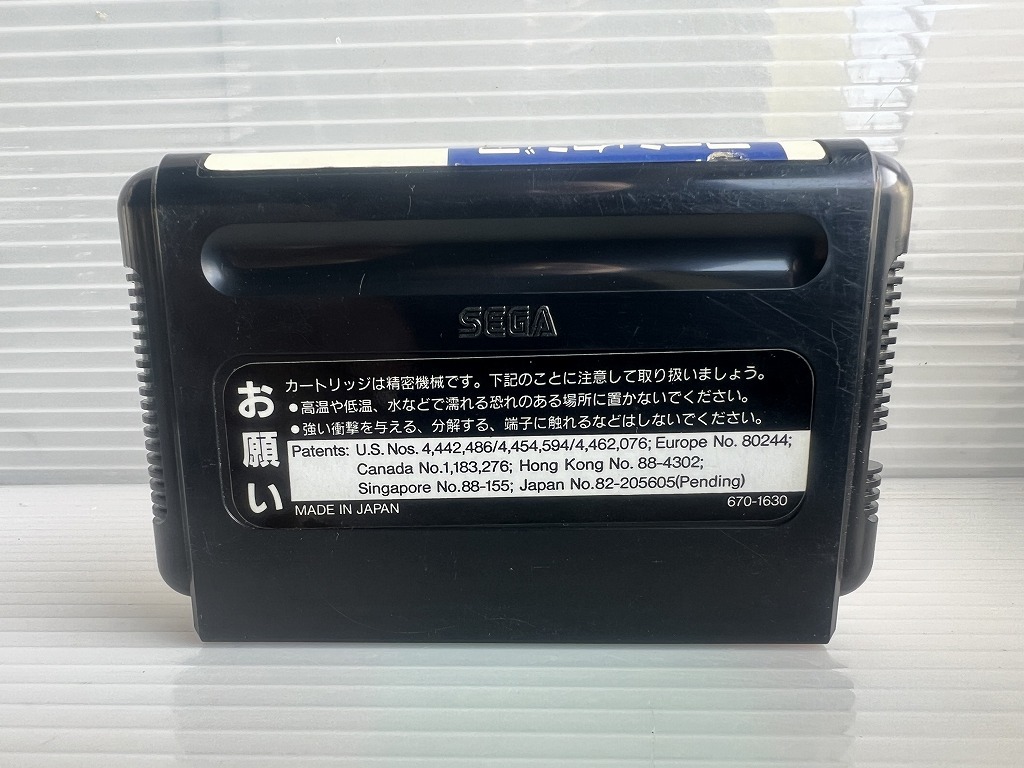 SEGA
お願い
カートリッジは精密機械です。下記のことに注意して取り扱いましょう。
●高温や低温、水などで濡れる恐れのある場所に置かないでください。
●強い衝撃を与える、分解する、端子に触れるなどはしないでください。
Patents: U.S. Nos. 4,442,486/4,454,594/4,462,076; Europe No. 80244;
Canada No.1,183,276; Hong Kong No. 88-4302;
Singapore No.88-155; Japan No.82-205605(Pending)
MADE IN JAPAN
670-1630